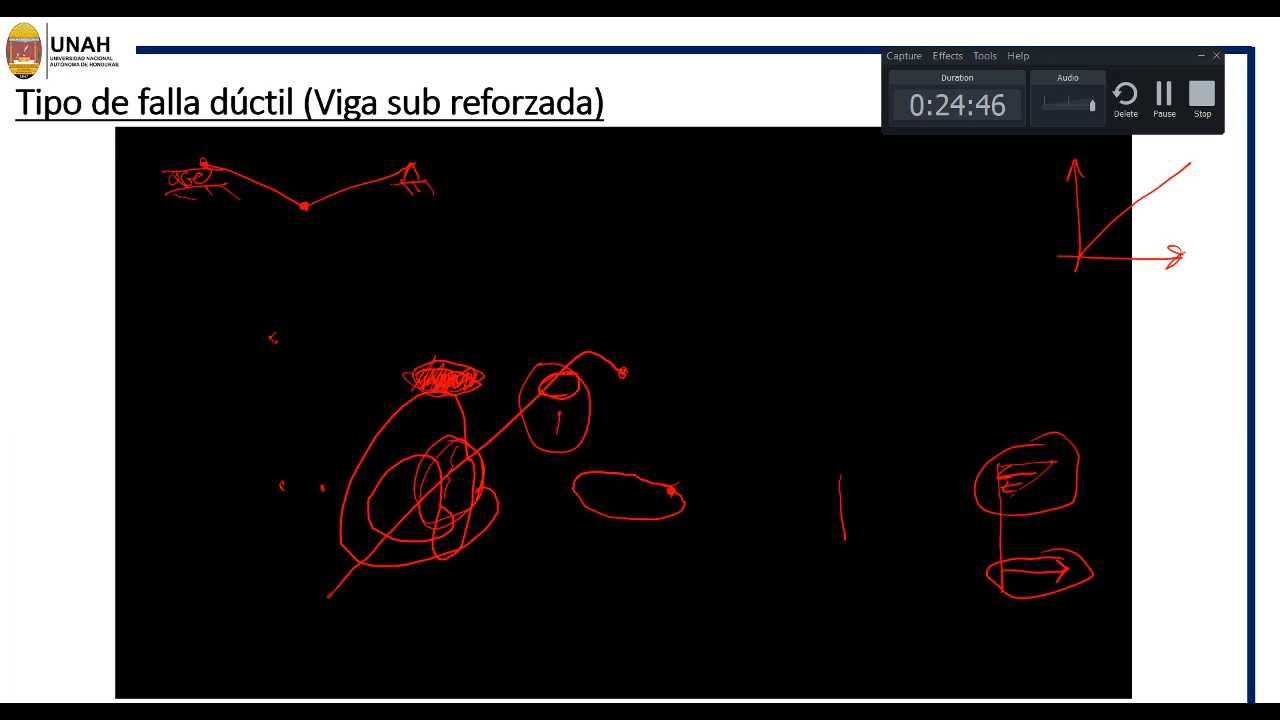 UNAH
UNIVERSIDAD NACIONAL
AUTÓNOMA DE HONDURAS
Capture Effects Tools Help
Duration
Audio
0:24:46
Delete
Pause
Stop
Tipo de falla dúctil (Viga sub reforzada)